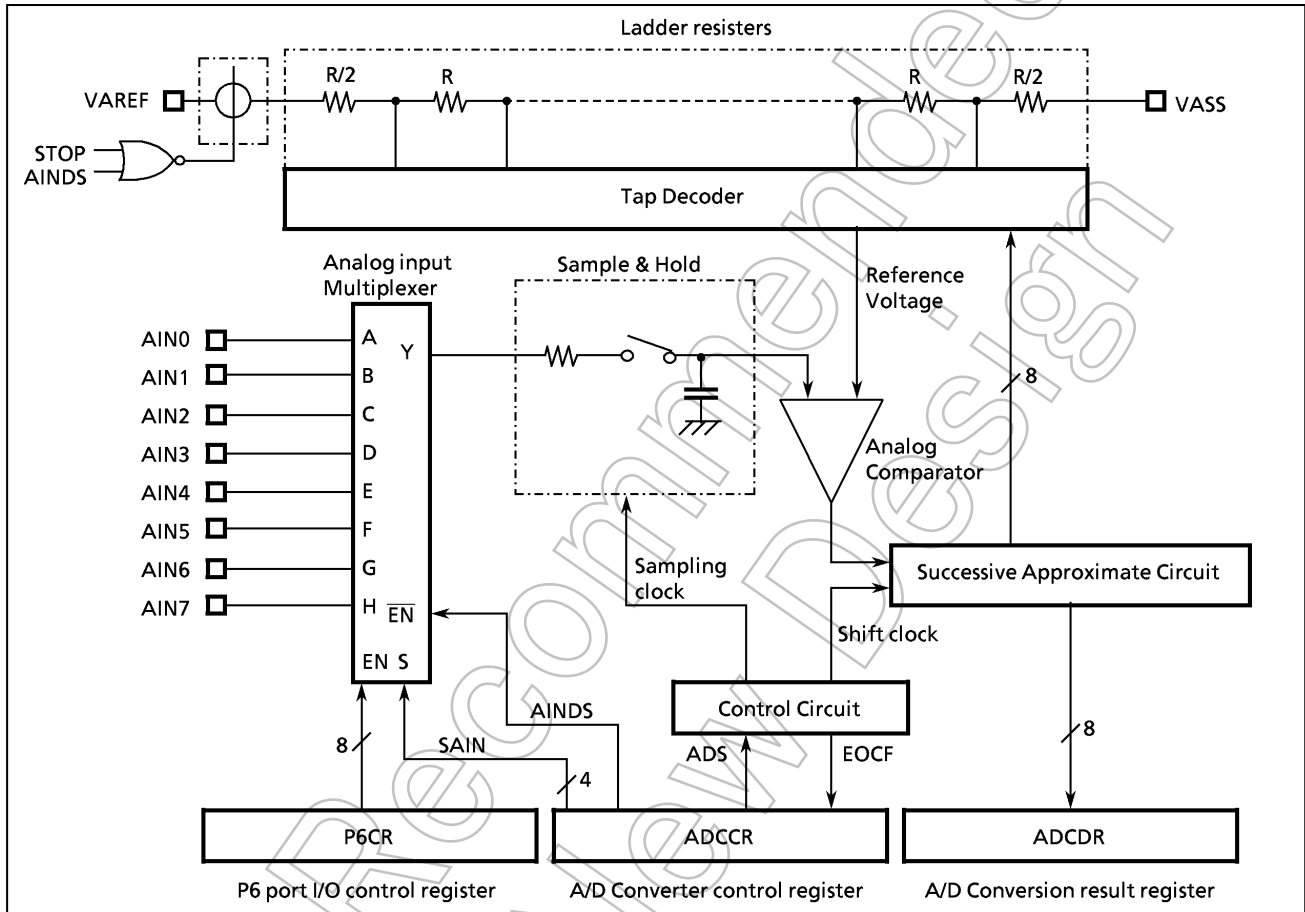 Ladder resisters
R/2
R
R
R/2
VAREF
VASS
STOP
AINDS
Tap Decoder
Analog input
Multiplexer
Sample & Hold
Reference
Voltage
AIN0
A
Y
AIN1
B
8
AIN2
C
AIN3
D
Analog
Comparator
AIN4
E
AIN5
F
AIN6
G
Sampling
clock
Successive Approximate Circuit
AIN7
H
EN
Shift clock
EN S
Control Circuit
AINDS
8
SAIN
ADS
EOCF
8
4
P6CR
ADCCR
ADCDR
P6 port I/O control register
A/D Converter control register
A/D Conversion result register
Recommended
New Design